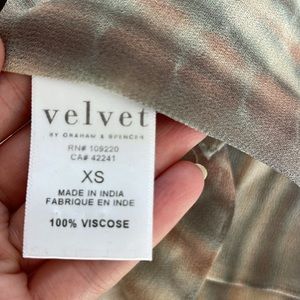 velvet
BY GRAHAM & SPENCER
RN# 109220
CA# 42241
XS
MADE IN INDIA
FABRIQUE EN INDE
100% VISCOSE